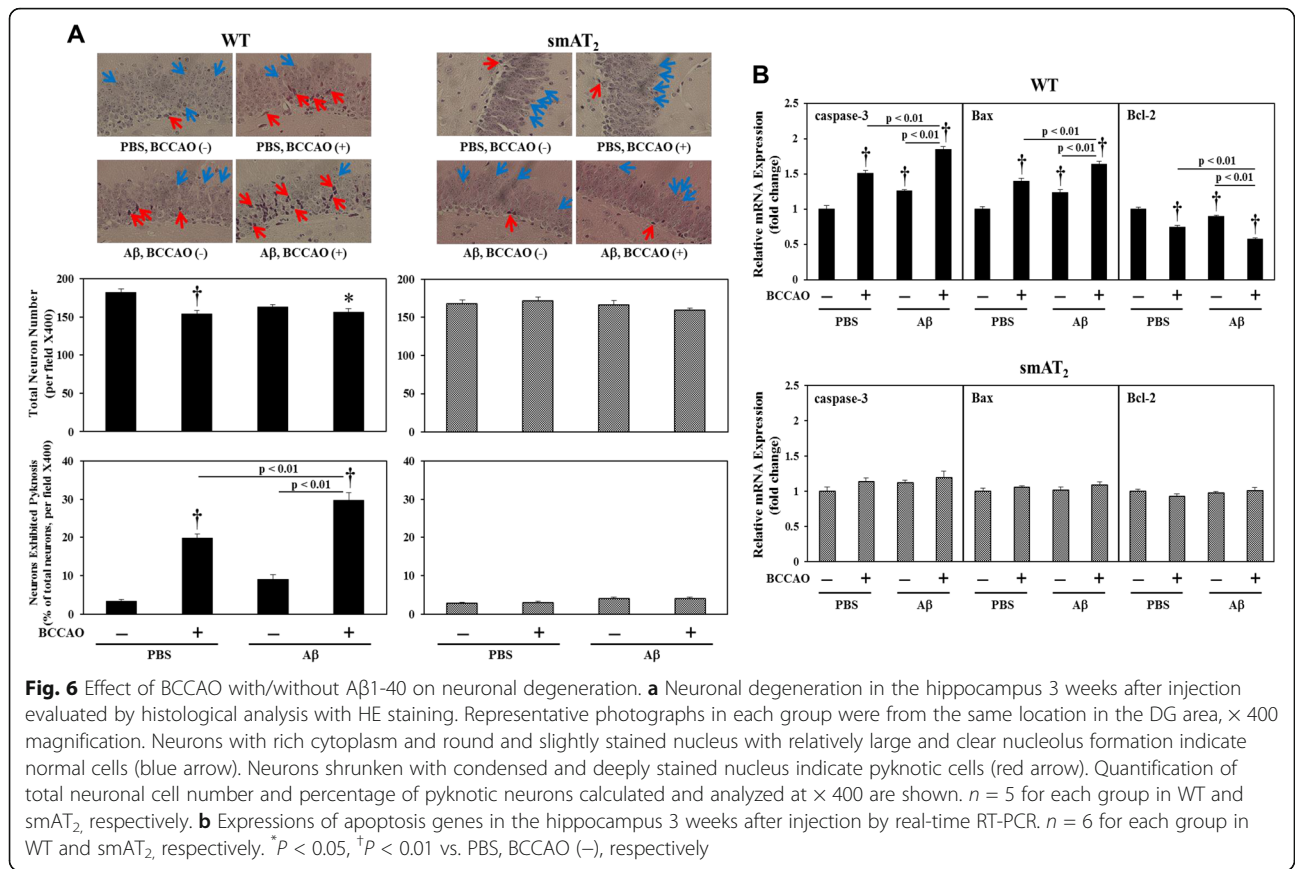 A
WT
smAT2
PBS, BCCAO (-)
PBS, BCCAO (+)
PBS, BCCAO (-)
PBS, BCCAO (+)
Aβ, BCCAO (-)
Aβ, BCCAO (+)
Aβ, BCCAO (-)
Aβ, BCCAO (+)
Total Neuron Number
(per field X400)
200
150
100
50
0
†
*
200
150
100
50
0
Neurons Exhibited Pyknosis
(% of total neurons, per field X400)
40
30
20
10
0
p < 0.01
p < 0.01
†
†
40
30
20
10
0
BCCAO
− + − +
PBS Aβ
− + − +
PBS Aβ
B
WT
Relative mRNA Expression
(fold change)
2.5
2
1.5
1
0.5
0
caspase-3
p < 0.01
p < 0.01
† † †
Bax
p < 0.01
p < 0.01
† † †
Bcl-2
p < 0.01
p < 0.01
† †
BCCAO − + − + − + − + − + − +
PBS Aβ PBS Aβ PBS Aβ
smAT2
Relative mRNA Expression
(fold change)
2.5
2
1.5
1
0.5
0
caspase-3
Bax
Bcl-2
BCCAO − + − + − + − + − + − +
PBS Aβ PBS Aβ PBS Aβ
Fig. 6 Effect of BCCAO with/without Aβ1-40 on neuronal degeneration. a Neuronal degeneration in the hippocampus 3 weeks after injection
evaluated by histological analysis with HE staining. Representative photographs in each group were from the same location in the DG area, × 400
magnification. Neurons with rich cytoplasm and round and slightly stained nucleus with relatively large and clear nucleolus formation indicate
normal cells (blue arrow). Neurons shrunken with condensed and deeply stained nucleus indicate pyknotic cells (red arrow). Quantification of
total neuronal cell number and percentage of pyknotic neurons calculated and analyzed at × 400 are shown. n = 5 for each group in WT and
smAT2, respectively. b Expressions of apoptosis genes in the hippocampus 3 weeks after injection by real-time RT-PCR. n = 6 for each group in
WT and smAT2, respectively. *P < 0.05, †P < 0.01 vs. PBS, BCCAO (−), respectively